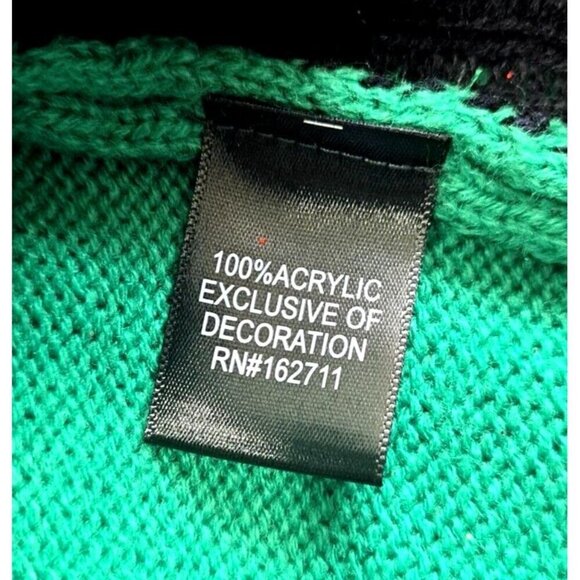 100%ACRYLIC
EXCLUSIVE OF
DECORATION
RN#162711